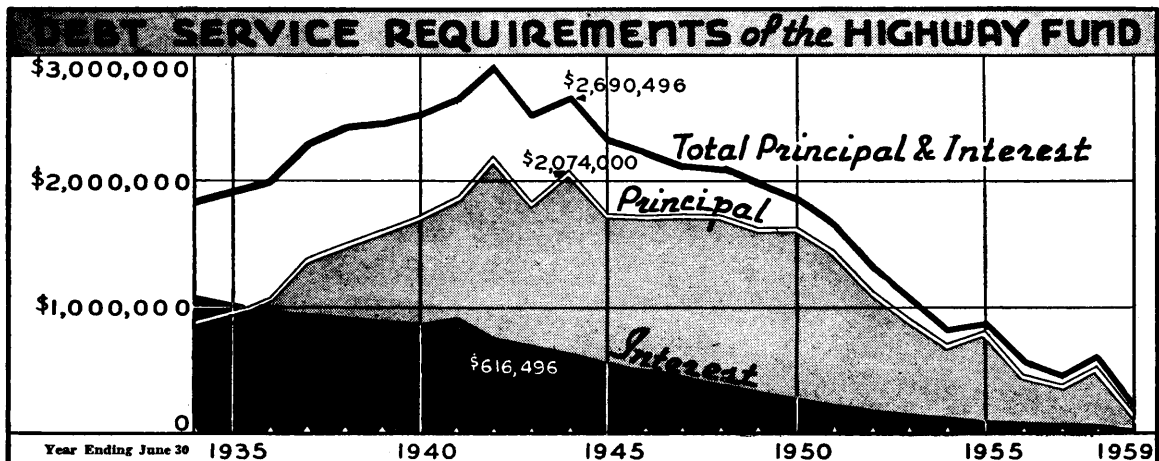 DEBT SERVICE REQUIREMENTS of the HIGHWAY FUND
$3,000,000
$2,690,496
Total Principal & Interest
$2,074,000
$2,000,000
Principal
$1,000,000
Interest
$616,496
0
Year Ending June 30 1935 1940 1945 1950 1955 1959